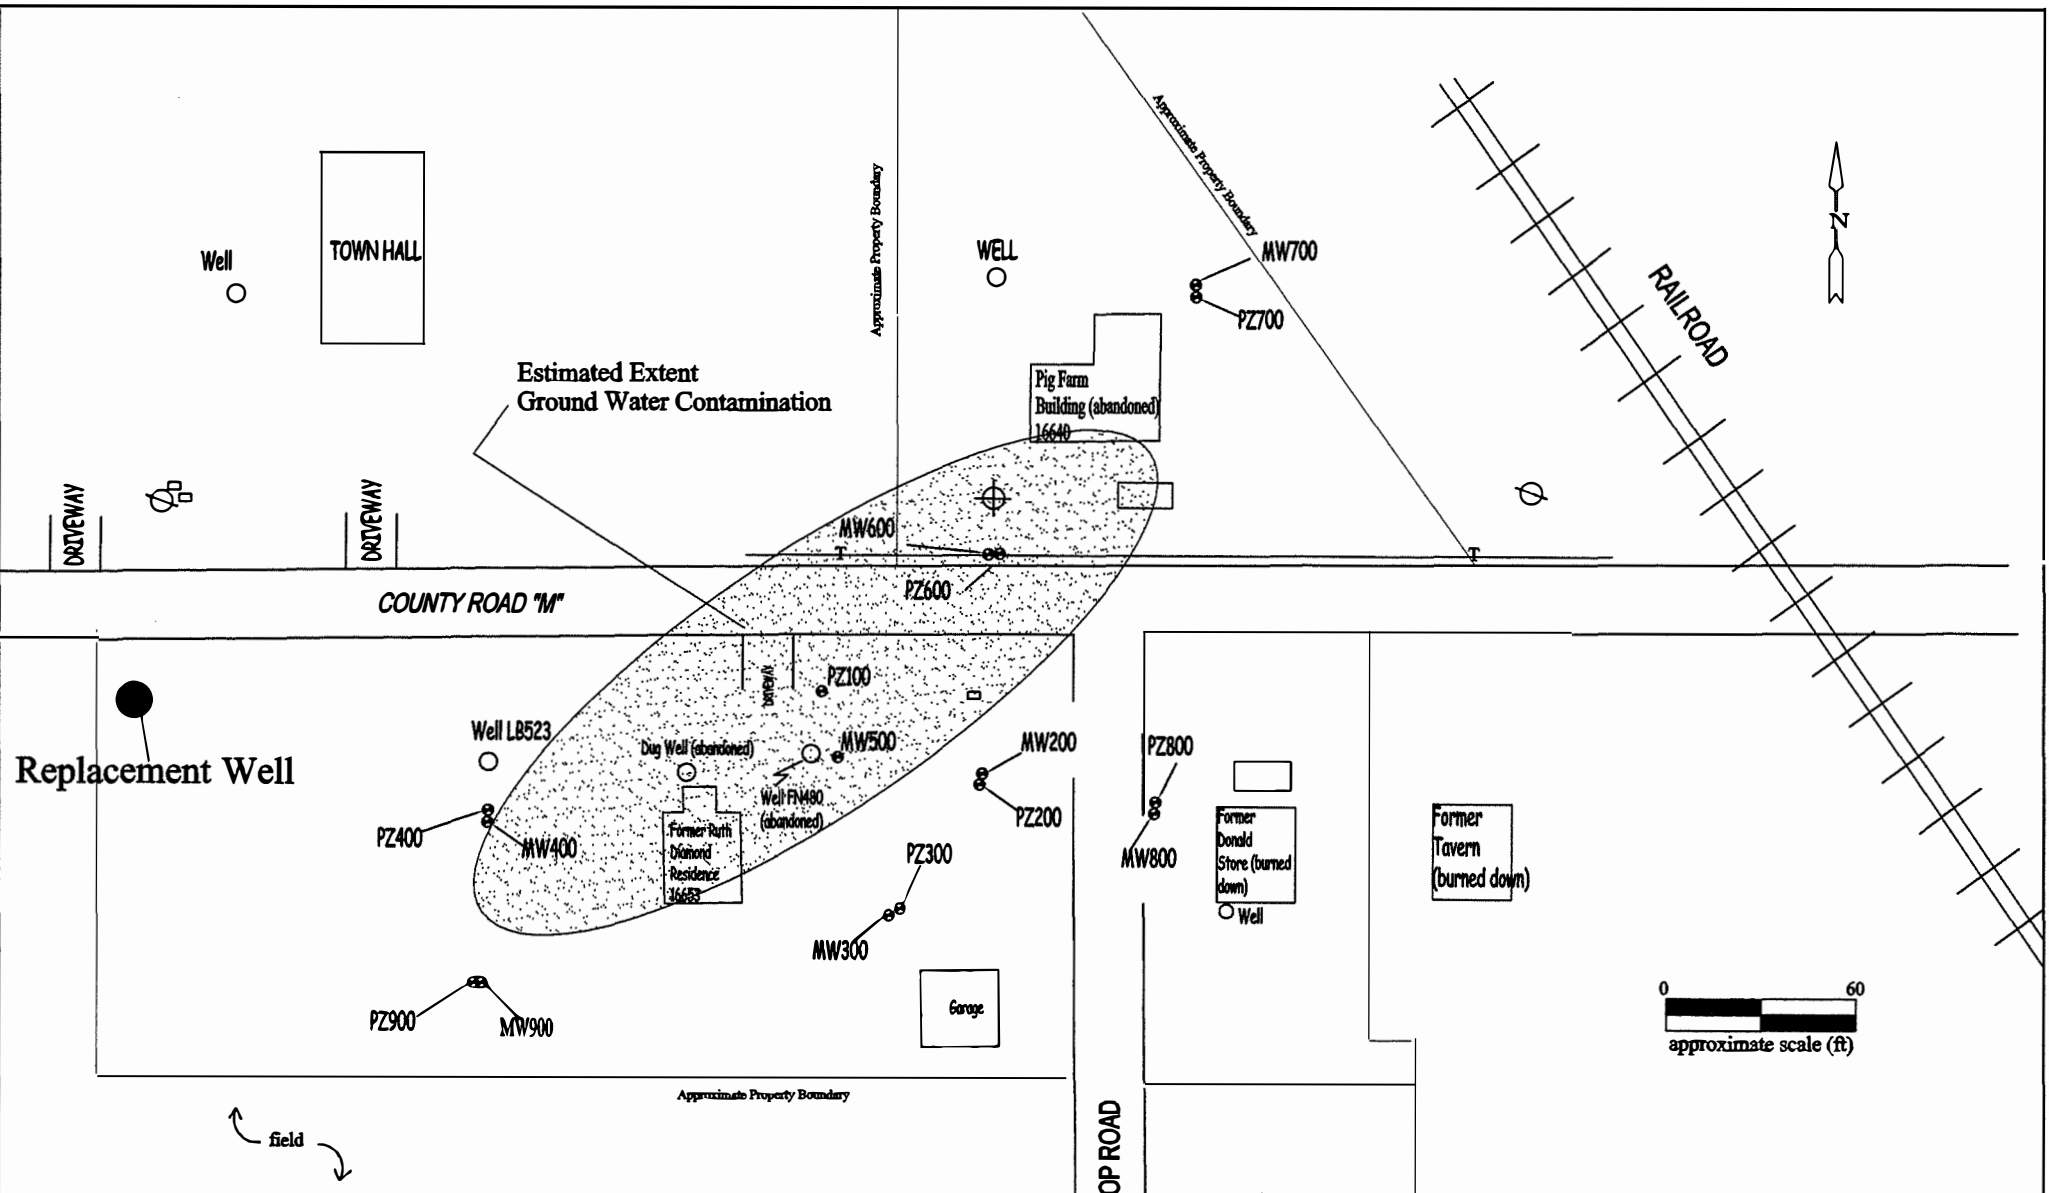 Approximate Property Boundary
Approximate Property Boundary
Well
TOWN HALL
WELL
MW700
PZ700
N
RAILROAD
Estimated Extent
Ground Water Contamination
Pig Farm
Building (abandoned)
16640
DRIVEWAY
DRIVEWAY
MW600
T
T
PZ600
COUNTY ROAD "M"
DRIVEWAY
PZ100
Replacement Well
Well LB523
Dug Well (abandoned)
MW500
MW200
PZ800
Well FN480
(abandoned)
PZ200
PZ400
MW400
Former Ruth
Diamond
Residence
16653
PZ300
MW800
Former
Donald
Store (burned
down)
Well
Former
Tavern
(burned down)
MW300
PZ900
MW900
Garage
0 60
approximate scale (ft)
Approximate Property Boundary
field
OP ROAD